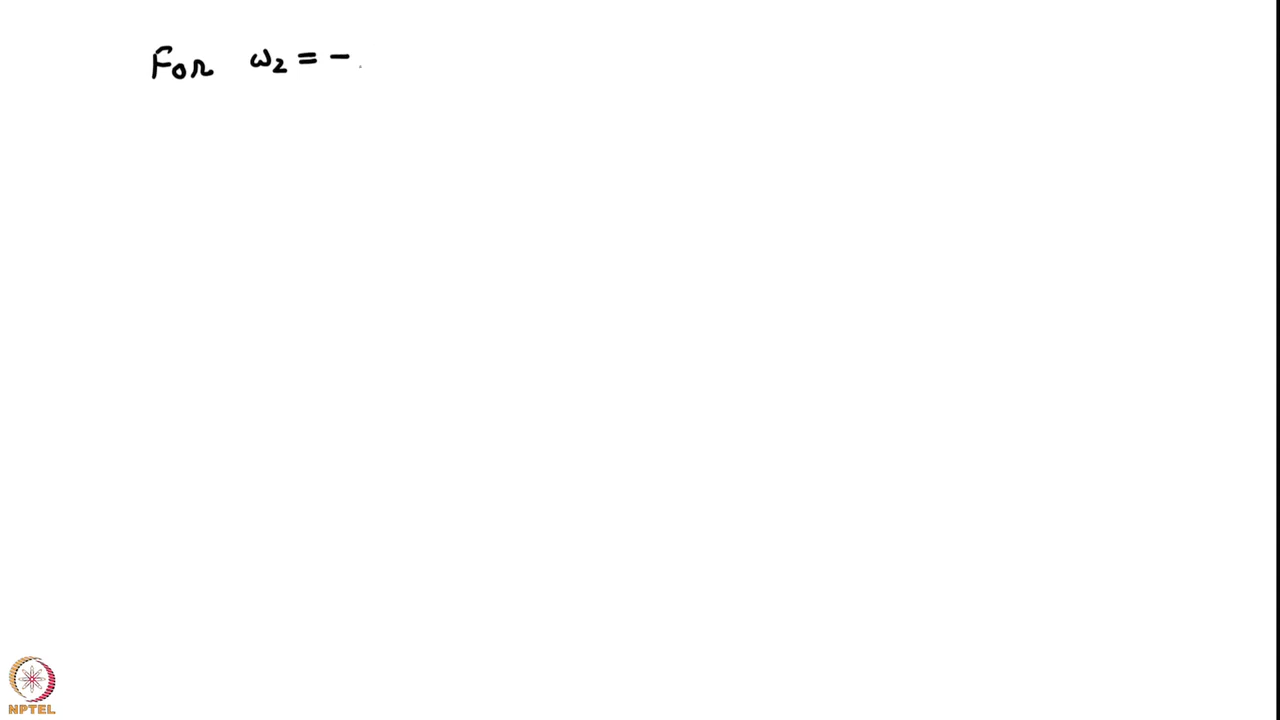 For ω₂ = -
NPTEL